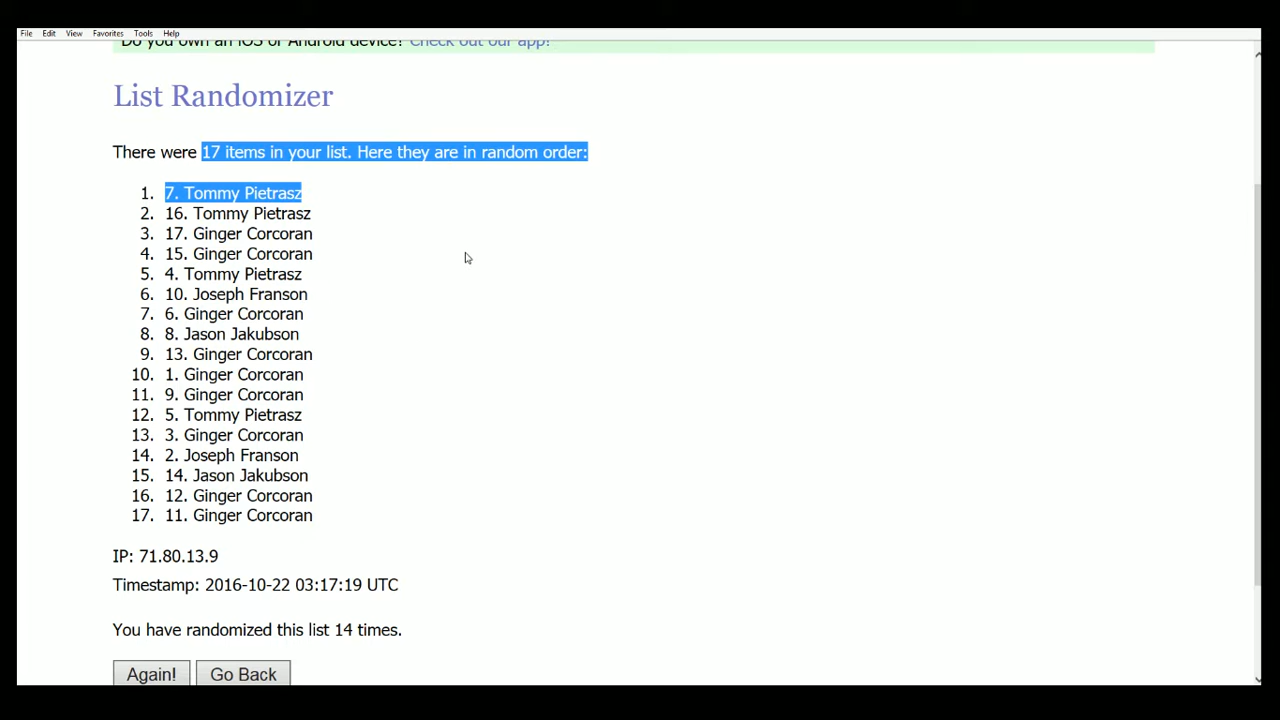 File Edit View Favorites Tools Help
Do you own an iOS or Android device? Check out our app!
List Randomizer
There were 17 items in your list. Here they are in random order:
1. 7. Tommy Pietrasz
2. 16. Tommy Pietrasz
3. 17. Ginger Corcoran
4. 15. Ginger Corcoran
5. 4. Tommy Pietrasz
6. 10. Joseph Franson
7. 6. Ginger Corcoran
8. 8. Jason Jakubson
9. 13. Ginger Corcoran
10. 1. Ginger Corcoran
11. 9. Ginger Corcoran
12. 5. Tommy Pietrasz
13. 3. Ginger Corcoran
14. 2. Joseph Franson
15. 14. Jason Jakubson
16. 12. Ginger Corcoran
17. 11. Ginger Corcoran
IP: 71.80.13.9
Timestamp: 2016-10-22 03:17:19 UTC
You have randomized this list 14 times.
Again! Go Back